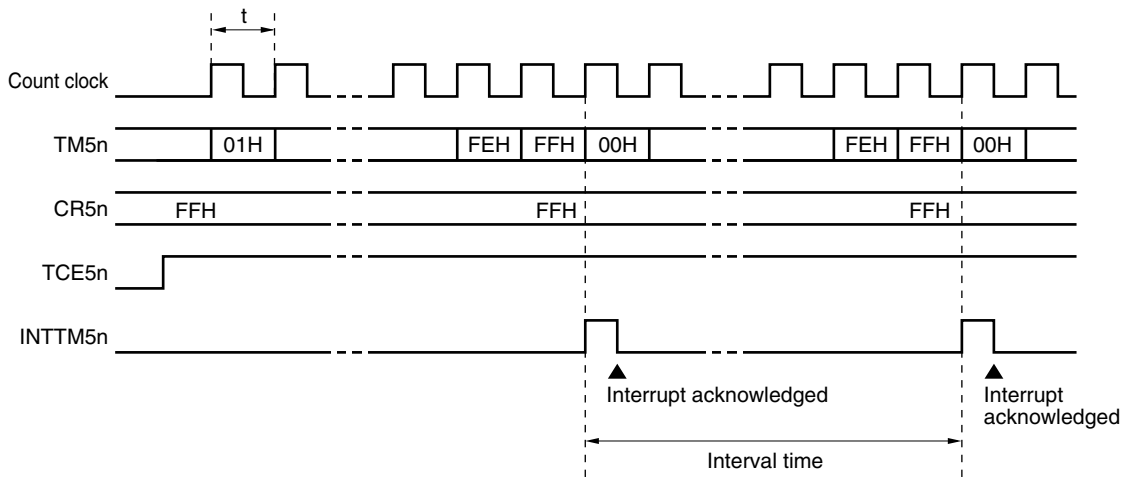 t
Count clock
TM5n 01H FEH FFH 00H FEH FFH 00H
CR5n FFH FFH FFH
TCE5n
INTTM5n
Interrupt acknowledged
Interrupt
acknowledged
Interval time